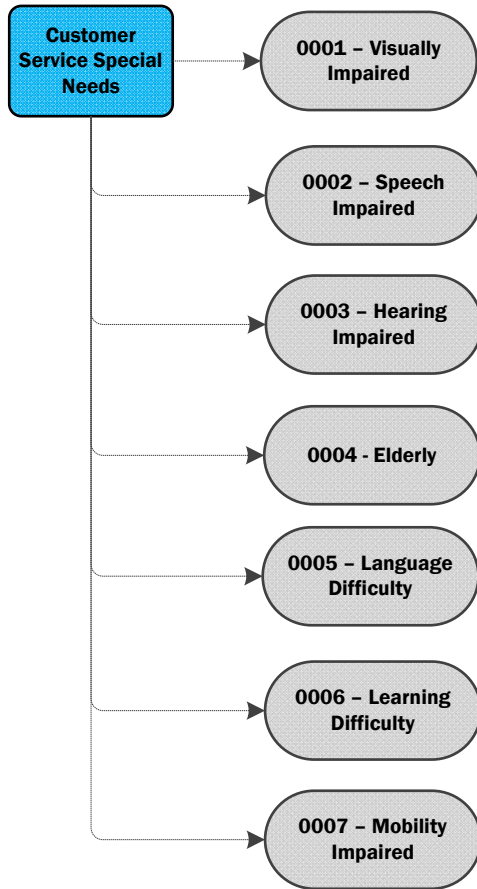 Customer
Service Special
Needs
0001 – Visually
Impaired
0002 – Speech
Impaired
0003 – Hearing
Impaired
0004 - Elderly
0005 – Language
Difficulty
0006 – Learning
Difficulty
0007 – Mobility
Impaired